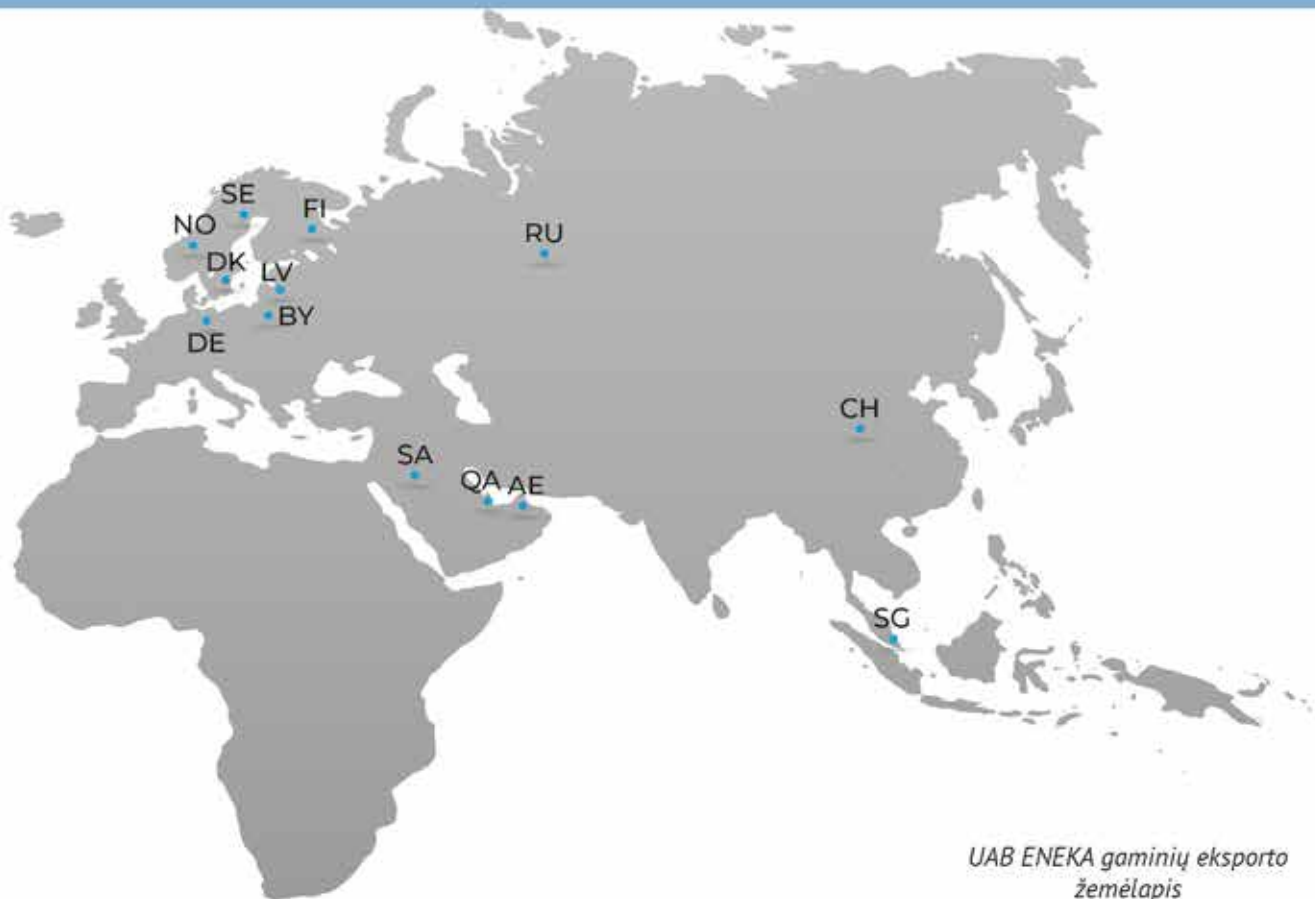 SE
FI
NO
RU
DK
LV
BY
DE
CH
SA
QA
AE
SG
UAB ENEKA gaminių eksporto
žemėlapis